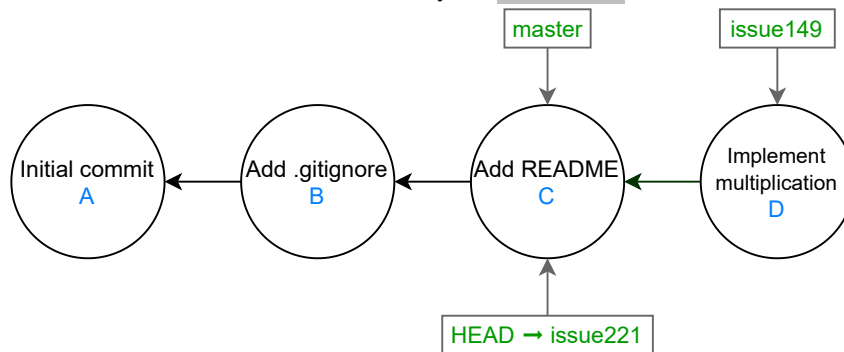 master
issue149
Initial commit
A
Add .gitignore
B
Add README
C
Implement
multiplication
D
HEAD → issue221